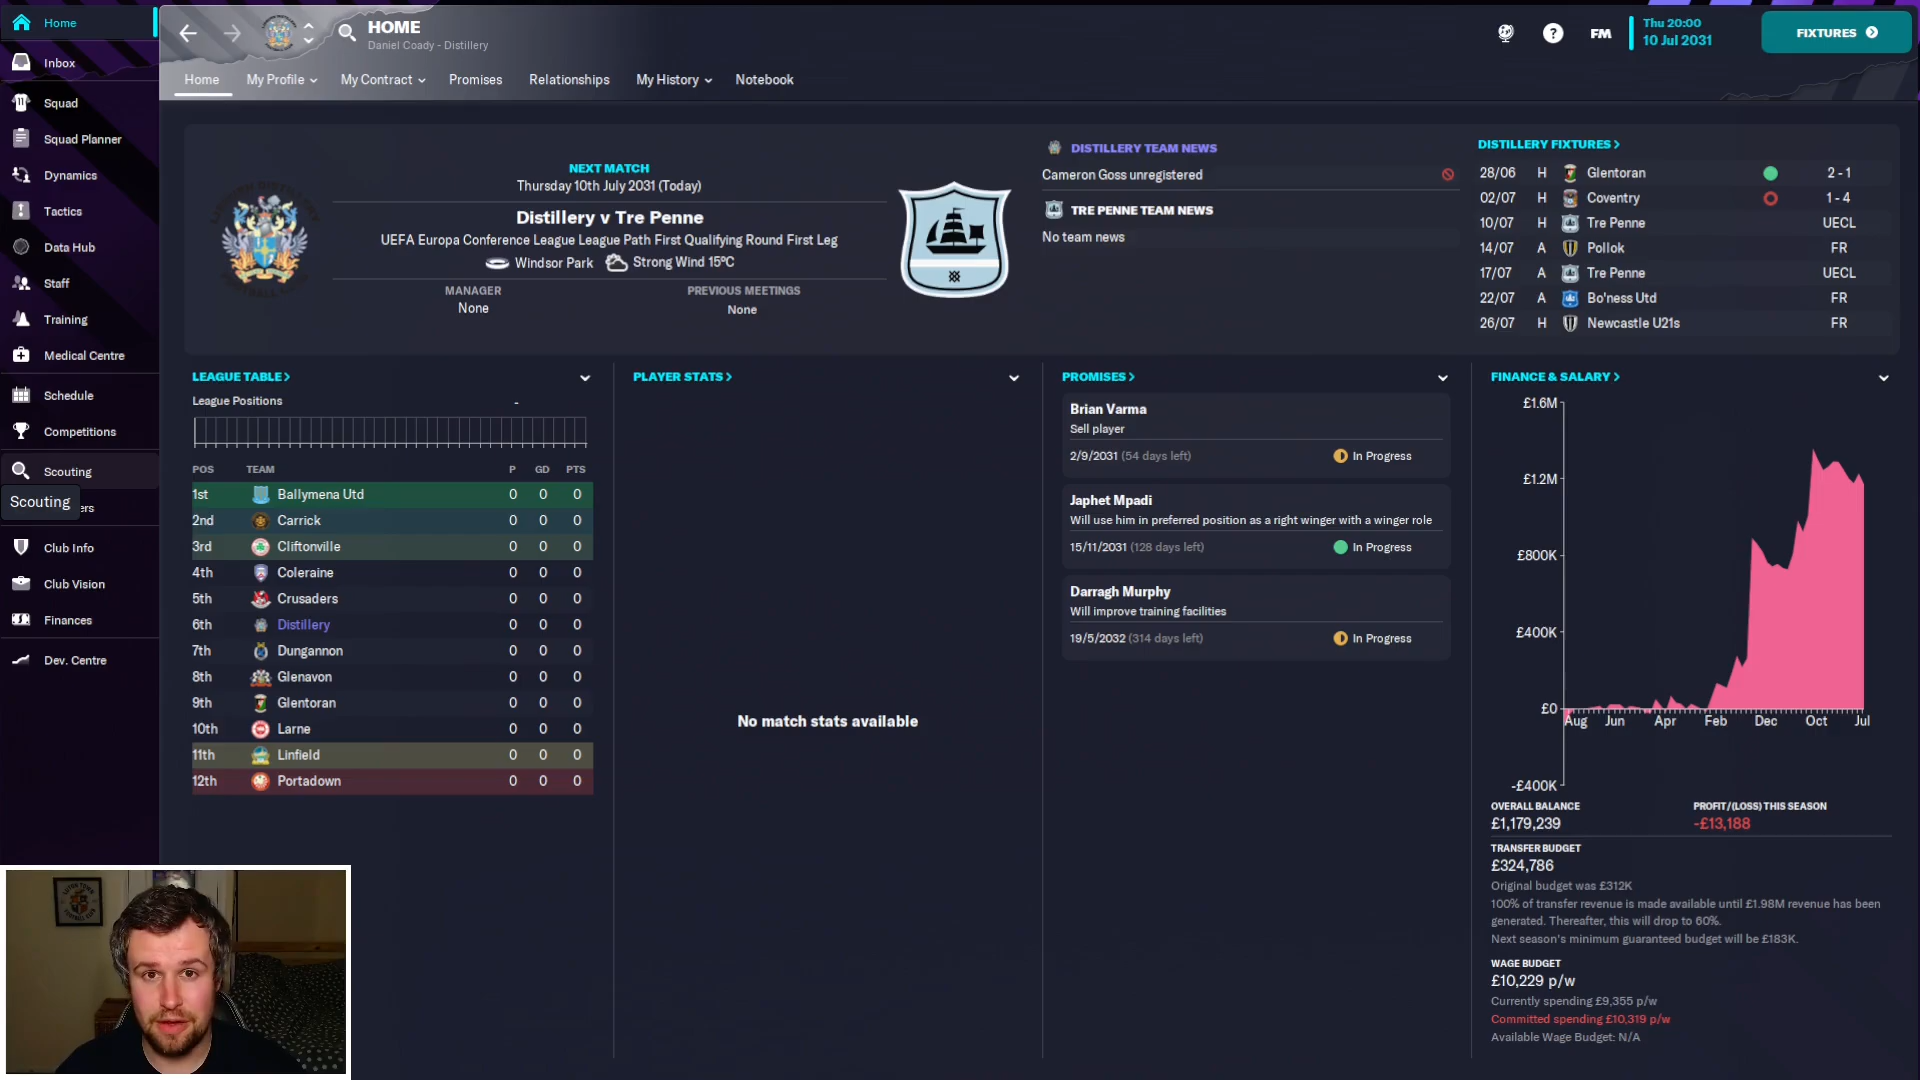 Home
Inbox
Squad
Squad Planner
Dynamics
Tactics
Data Hub
Staff
Training
Medical Centre
Schedule
Competitions
Scouting
Scouting
ers
Club Info
Club Vision
Finances
Dev. Centre
HOME
Daniel Coady - Distillery
FM
Thu 20:00
10 Jul 2031
FIXTURES
Home
My Profile
My Contract
Promises
Relationships
My History
Notebook
NEXT MATCH
Thursday 10th July 2031 (Today)
Distillery v Tre Penne
UEFA Europa Conference League League Path First Qualifying Round First Leg
Windsor Park Strong Wind 15°C
MANAGER
None
PREVIOUS MEETINGS
None
DISTILLERY TEAM NEWS
Cameron Goss unregistered
TRE PENNE TEAM NEWS
No team news
DISTILLERY FIXTURES >
28/06 H Glentoran 2 - 1
02/07 H Coventry 1 - 4
10/07 H Tre Penne UECL
14/07 A Pollok FR
17/07 A Tre Penne UECL
22/07 A Bo'ness Utd FR
26/07 H Newcastle U21s FR
LEAGUE TABLE >
League Positions -
POS TEAM P GD PTS
1st Ballymena Utd 0 0 0
2nd Carrick 0 0 0
3rd Cliftonville 0 0 0
4th Coleraine 0 0 0
5th Crusaders 0 0 0
6th Distillery 0 0 0
7th Dungannon 0 0 0
8th Glenavon 0 0 0
9th Glentoran 0 0 0
10th Larne 0 0 0
11th Linfield 0 0 0
12th Portadown 0 0 0
PLAYER STATS >
No match stats available
PROMISES >
Brian Varma
Sell player
2/9/2031 (54 days left) In Progress
Japhet Mpadi
Will use him in preferred position as a right winger with a winger role
15/11/2031 (128 days left) In Progress
Darragh Murphy
Will improve training facilities
19/5/2032 (314 days left) In Progress
FINANCE & SALARY >
£1.6M
£1.2M
£800K
£400K
£0
-£400K
Aug Jun Apr Feb Dec Oct Jul
OVERALL BALANCE
£1,179,239
PROFIT/(LOSS) THIS SEASON
-£13,188
TRANSFER BUDGET
£324,786
Original budget was £312K
100% of transfer revenue is made available until £1.98M revenue has been
generated. Thereafter, this will drop to 60%.
Next season's minimum guaranteed budget will be £183K.
WAGE BUDGET
£10,229 p/w
Currently spending £9,355 p/w
Committed spending £10,319 p/w
Available Wage Budget: N/A